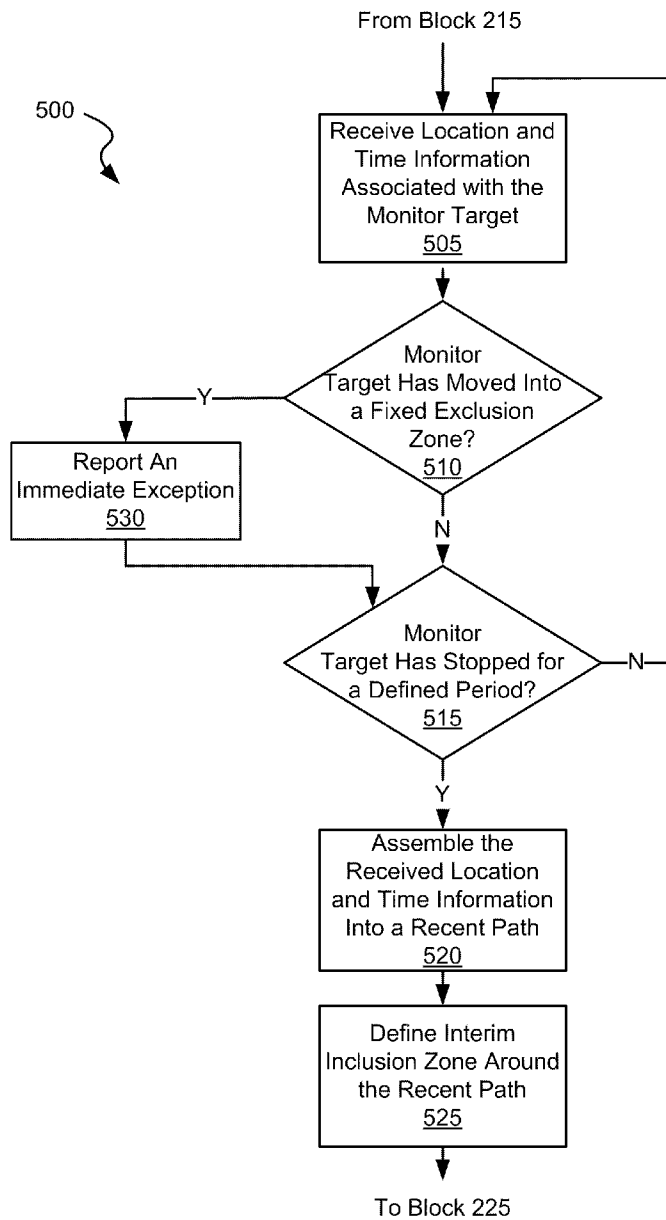 From Block 215
500
Receive Location and
Time Information
Associated with the
Monitor Target
505
Monitor
Target Has Moved Into
a Fixed Exclusion
Zone?
510
Y
Report An
Immediate Exception
530
N
Monitor
Target Has Stopped for
a Defined Period?
515
N
Y
Assemble the
Received Location
and Time Information
Into a Recent Path
520
Define Interim
Inclusion Zone Around
the Recent Path
525
To Block 225